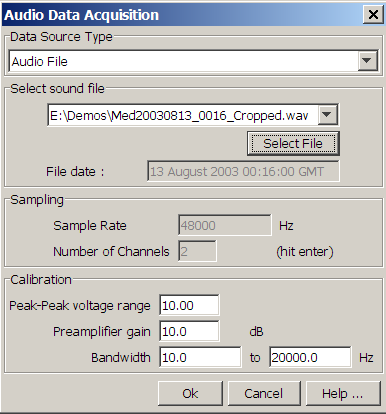 Audio Data Acquisition
Data Source Type
Audio File
Select sound file
E:\Demos\Med20030813_0016_Cropped.wav
Select File
File date : 13 August 2003 00:16:00 GMT
Sampling
Sample Rate 48000 Hz
Number of Channels 2 (hit enter)
Calibration
Peak-Peak voltage range 10.00
Preamplifier gain 10.0 dB
Bandwidth 10.0 to 20000.0 Hz
Ok Cancel Help ...